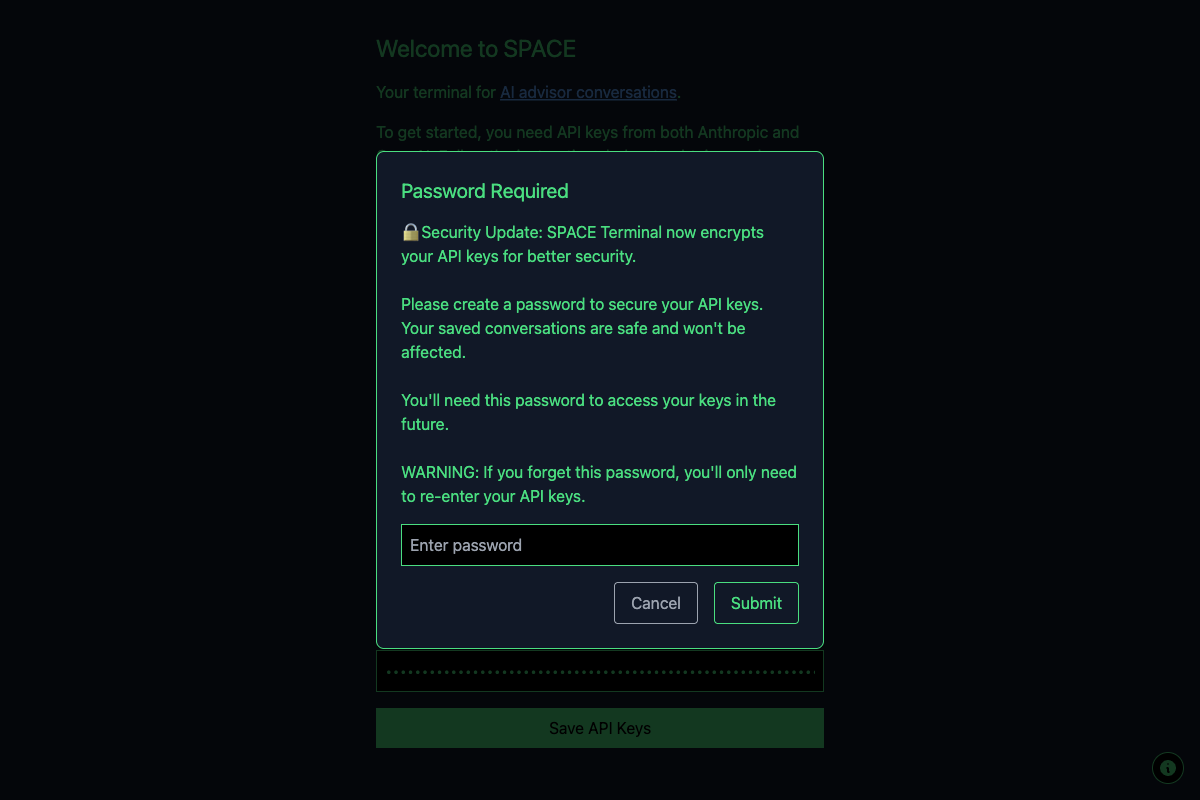 Welcome to SPACE
Your terminal for AI advisor conversations.
To get started, you need API keys from both Anthropic and
Password Required
🔒Security Update: SPACE Terminal now encrypts
your API keys for better security.
Please create a password to secure your API keys.
Your saved conversations are safe and won't be
affected.
You'll need this password to access your keys in the
future.
WARNING: If you forget this password, you'll only need
to re-enter your API keys.
Enter password
Cancel
Submit
Save API Keys